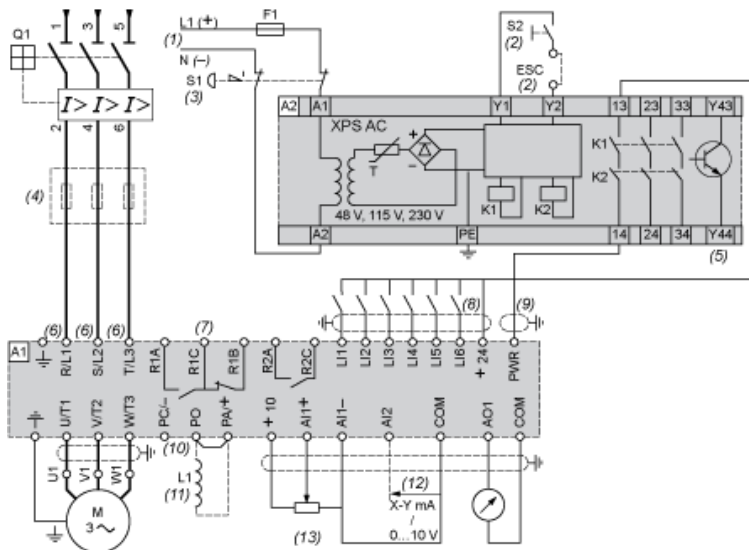 1 3 5
Q1
I> I> I>
2 4 6
(4)
L1 (+)
F1
(1)
N (–)
S1
(3)
S2
(2)
ESC
(2)
A2 A1 Y1 Y2 13 23 33 Y43
XPS AC
+
–
T
K1
K2
K1 K2
48 V, 115 V, 230 V
A2 PE 14 24 34 Y44
(5)
(6) (6) (6) (7) (8) (9)
A1
R/L1 S/L2 T/L3 R1A R1C R1B R2A R2C LI1 LI2 LI3 LI4 LI5 LI6 + 24 PWR
U/T1 V/T2 W/T3 PC/– PO PA/+ + 10 AI1+ AI1– AI2 COM AO1 COM
(10)
U1 V1 W1
L1
(11)
(12)
X-Y mA
/
0...10 V
(13)
M
3 ~